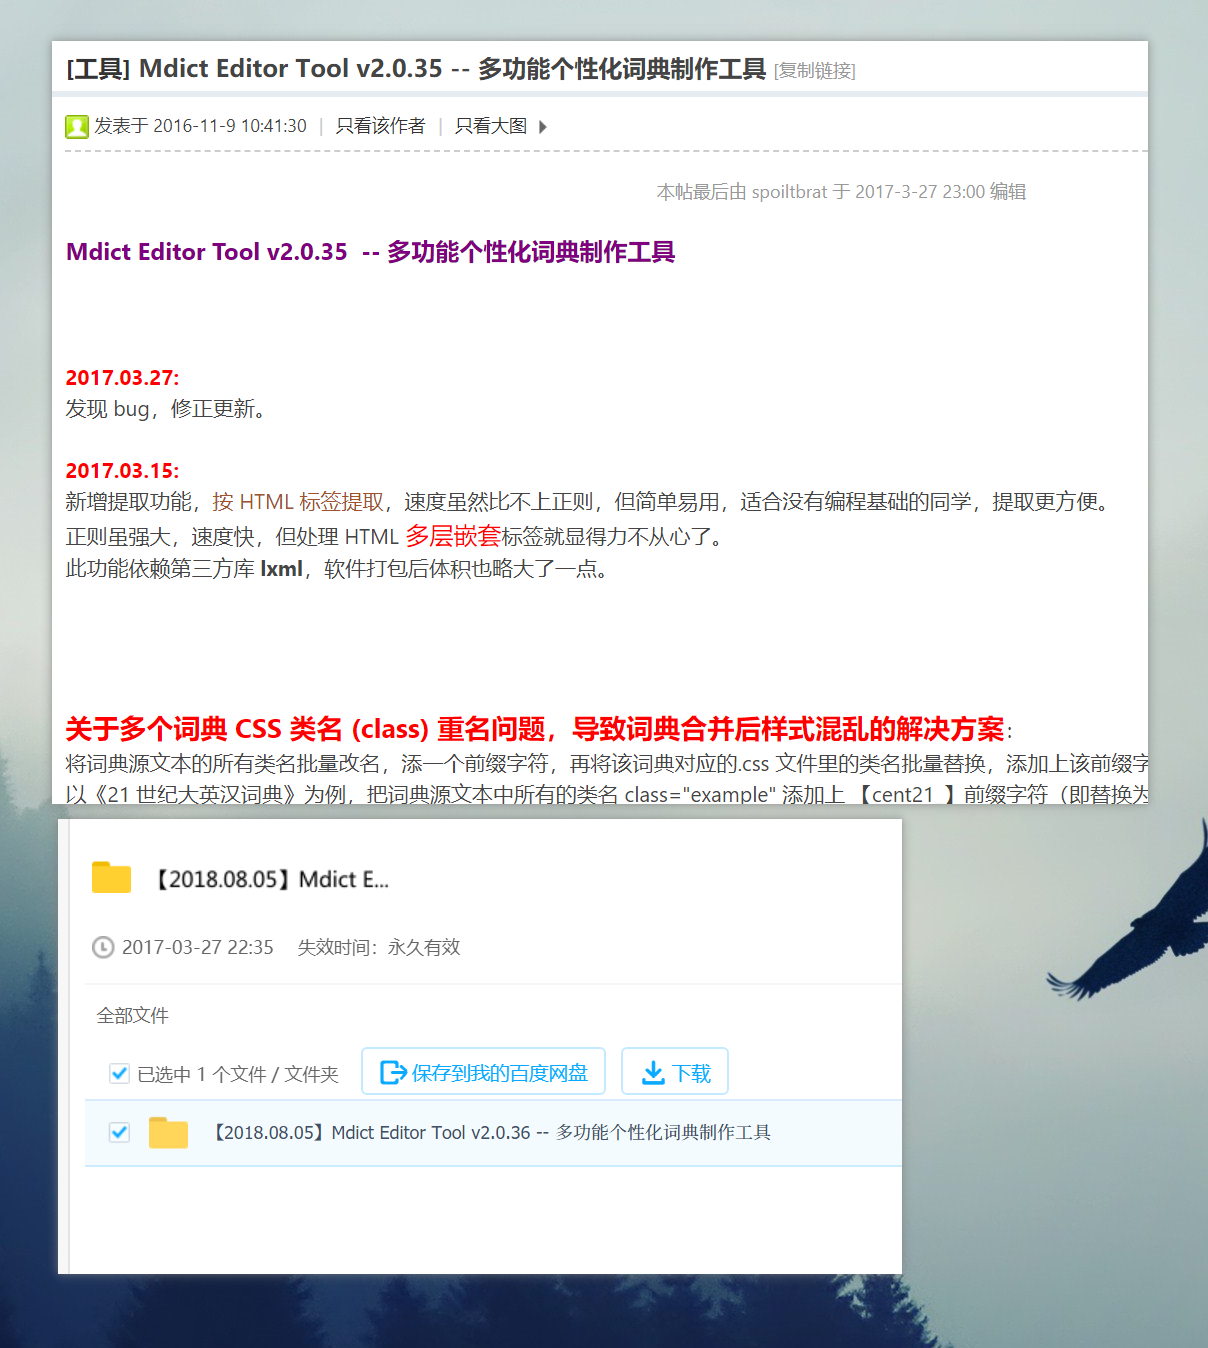 [工具] Mdict Editor Tool v2.0.35 -- 多功能个性化词典制作工具 [复制链接]
发表于 2016-11-9 10:41:30 | 只看该作者 | 只看大图
本帖最后由 spoiltbrat 于 2017-3-27 23:00 编辑
Mdict Editor Tool v2.0.35 -- 多功能个性化词典制作工具
2017.03.27:
发现 bug，修正更新。
2017.03.15:
新增提取功能，按 HTML 标签提取，速度虽然比不上正则，但简单易用，适合没有编程基础的同学，提取更方便。
正则虽强大，速度快，但处理 HTML 多层嵌套标签就显得力不从心了。
此功能依赖第三方库 lxml，软件打包后体积也略大了一点。
关于多个词典 CSS 类名 (class) 重名问题，导致词典合并后样式混乱的解决方案：
将词典源文本的所有类名批量改名，添一个前缀字符，再将该词典对应的.css 文件里的类名批量替换，添加上该前缀字
以《21 世纪大英汉词典》为例，把词典源文本中所有的类名 class="example" 添加上 【cent21_】前缀字符（即替换为
【2018.08.05】Mdict E...
2017-03-27 22:35 失效时间：永久有效
全部文件
已选中 1 个文件 / 文件夹 保存到我的百度网盘 下载
【2018.08.05】Mdict Editor Tool v2.0.36 -- 多功能个性化词典制作工具